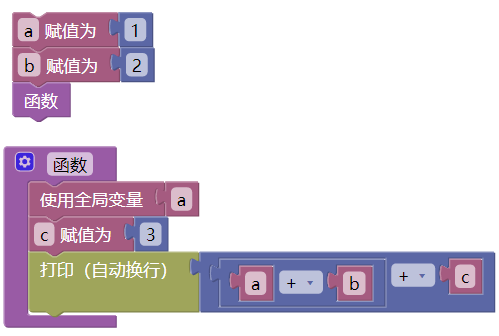 a 赋值为 1
b 赋值为 2
函数
函数
使用全局变量 a
c 赋值为 3
打印（自动换行） a + b + c